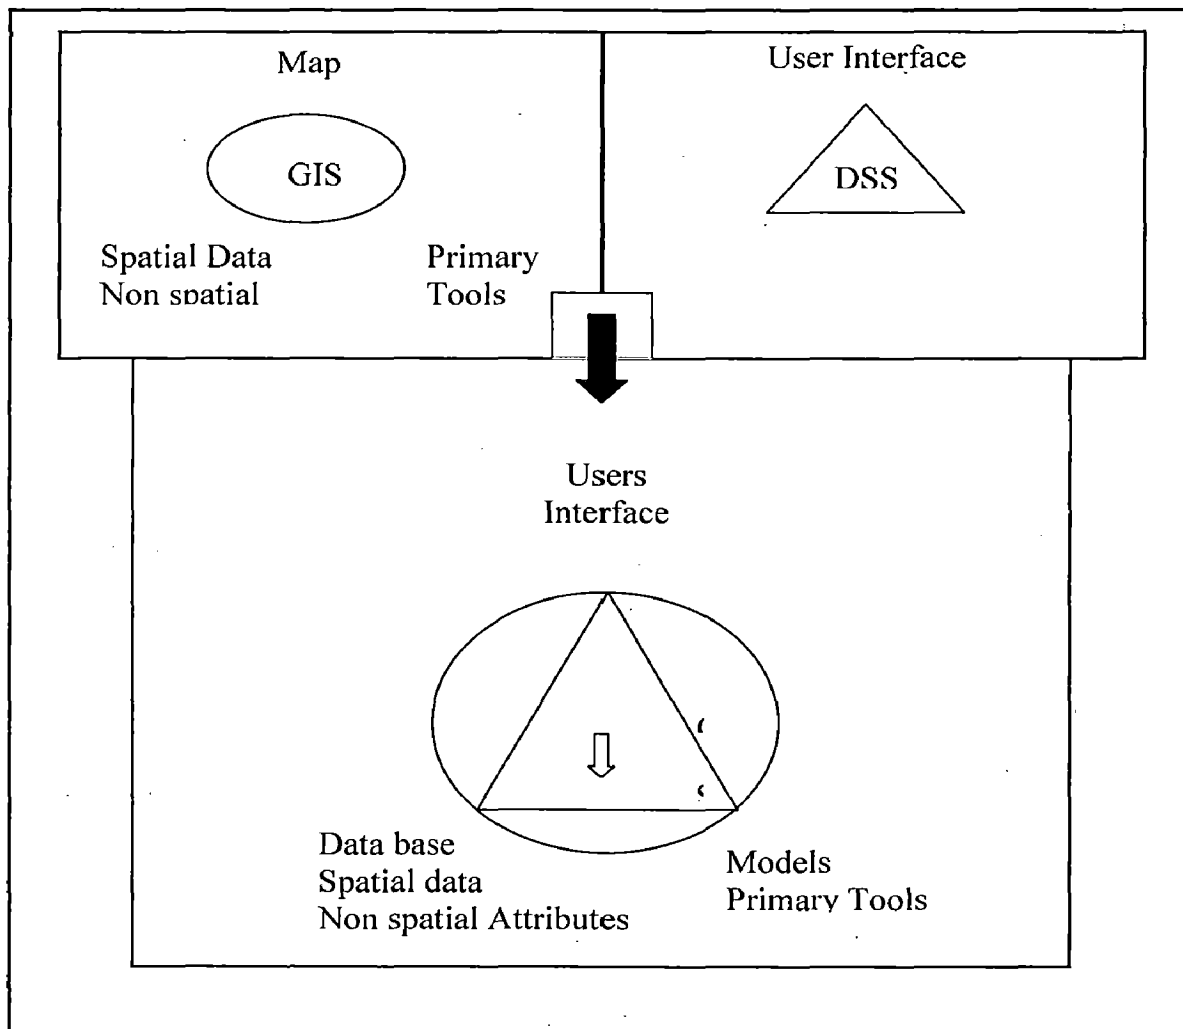 Map
GIS
Spatial Data
Non spatial
Primary
Tools
User Interface
DSS
Users
Interface
Data base
Spatial data
Non spatial Attributes
Models
Primary Tools